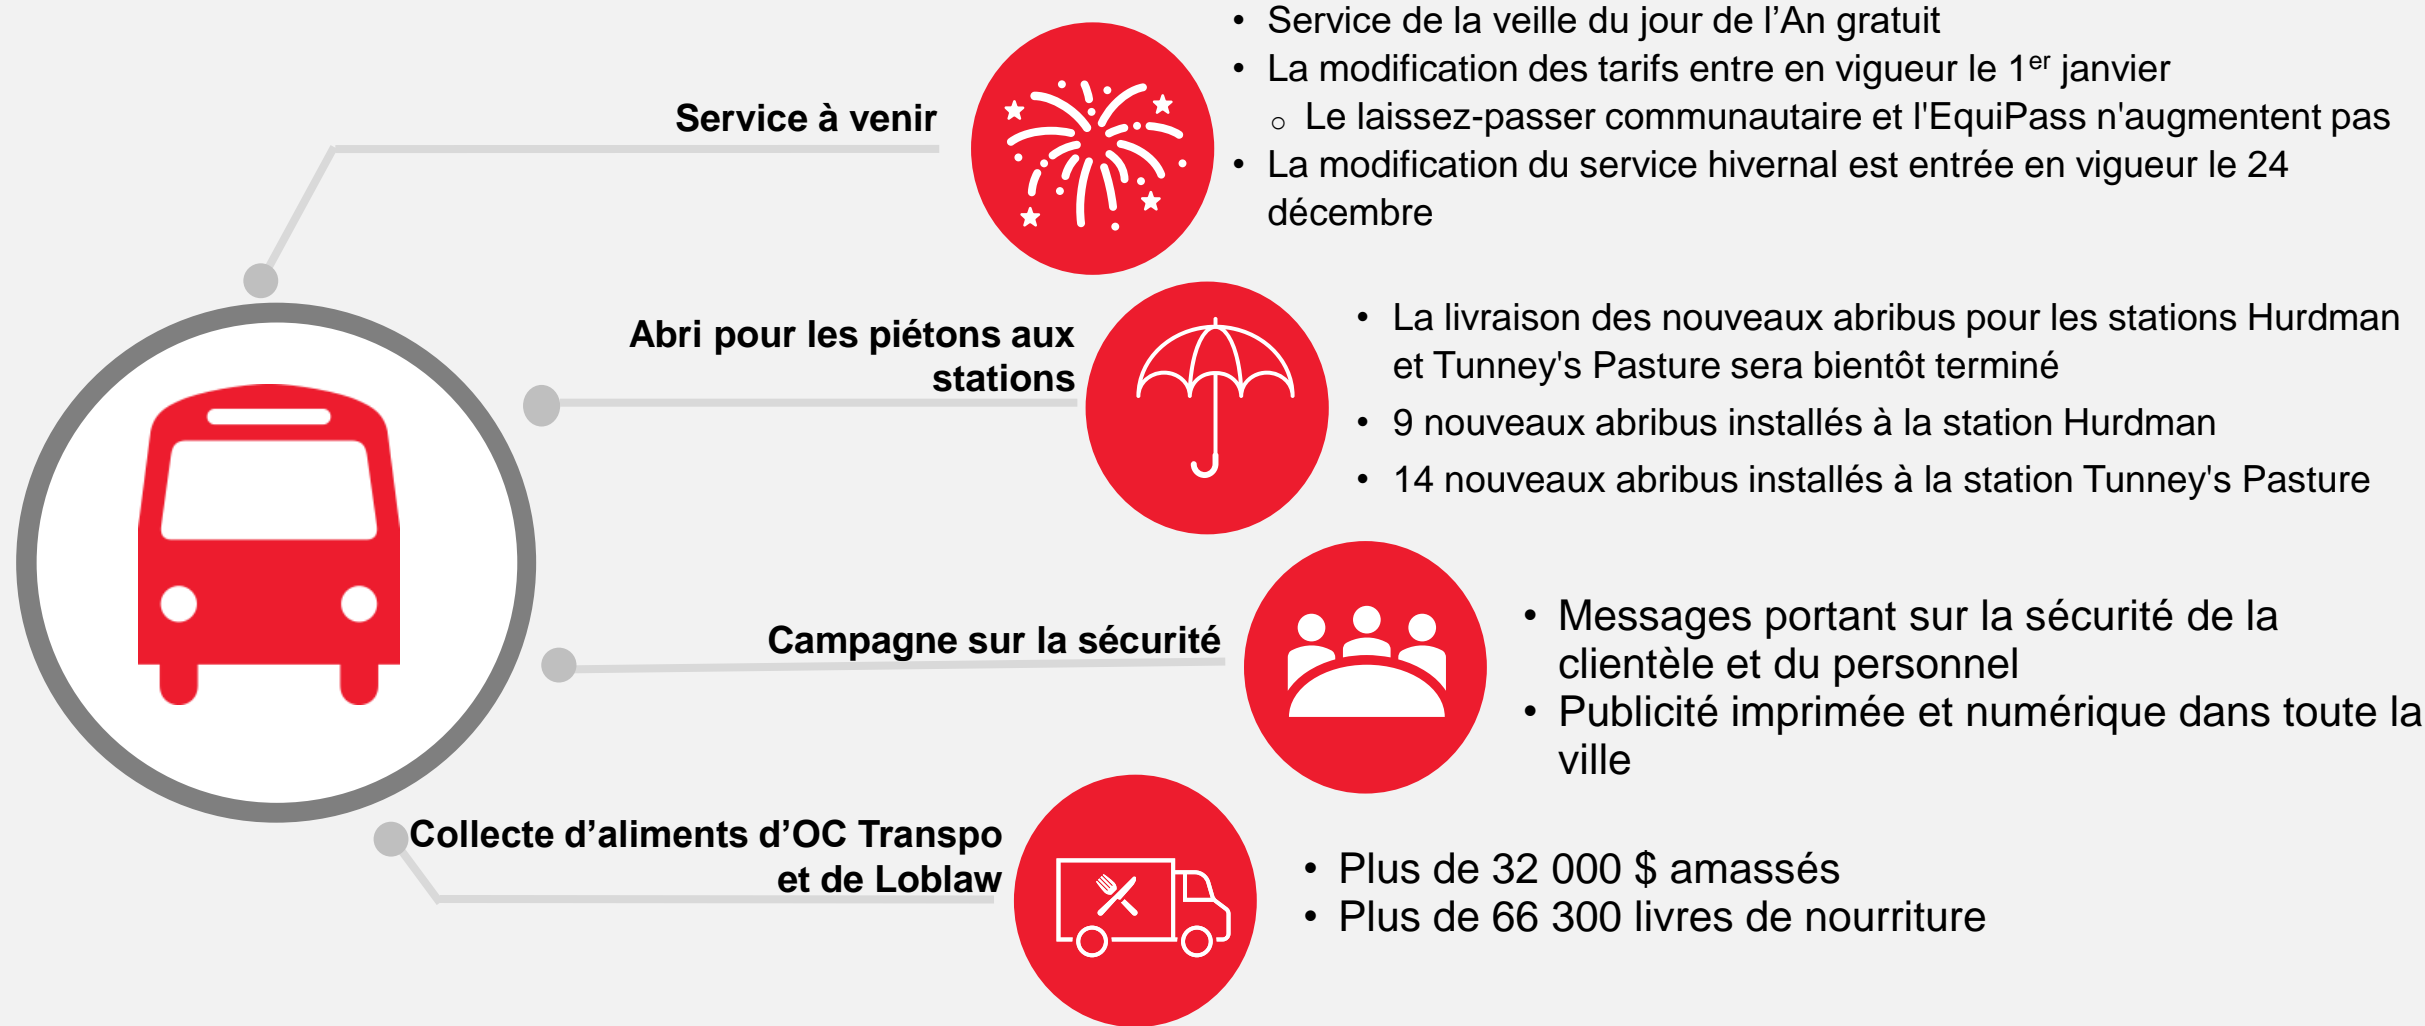 Service à venir
• Service de la veille du jour de l’An gratuit
• La modification des tarifs entre en vigueur le 1er janvier
○ Le laissez-passer communautaire et l'EquiPass n'augmentent pas
• La modification du service hivernal est entrée en vigueur le 24
décembre
Abri pour les piétons aux
stations
• La livraison des nouveaux abribus pour les stations Hurdman
et Tunney's Pasture sera bientôt terminé
• 9 nouveaux abribus installés à la station Hurdman
• 14 nouveaux abribus installés à la station Tunney's Pasture
Campagne sur la sécurité
• Messages portant sur la sécurité de la
clientèle et du personnel
• Publicité imprimée et numérique dans toute la
ville
Collecte d’aliments d’OC Transpo
et de Loblaw
• Plus de 32 000 $ amassés
• Plus de 66 300 livres de nourriture